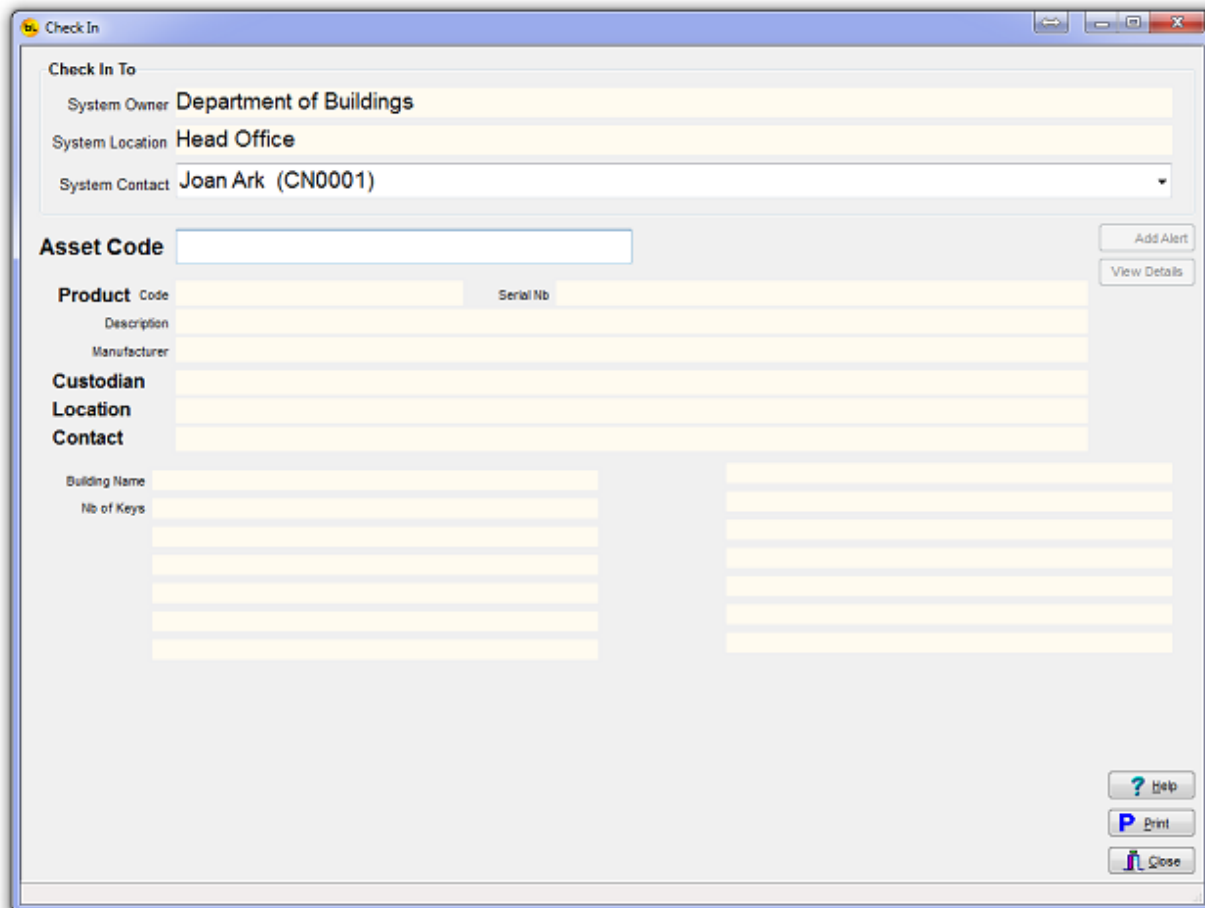 Check In
Check In To
System Owner Department of Buildings
System Location Head Office
System Contact Joan Ark (CN0001)
Asset Code
Add Alert
View Details
Product Code
Serial Nb
Description
Manufacturer
Custodian
Location
Contact
Building Name
Nb of Keys
? Help
P Print
Close